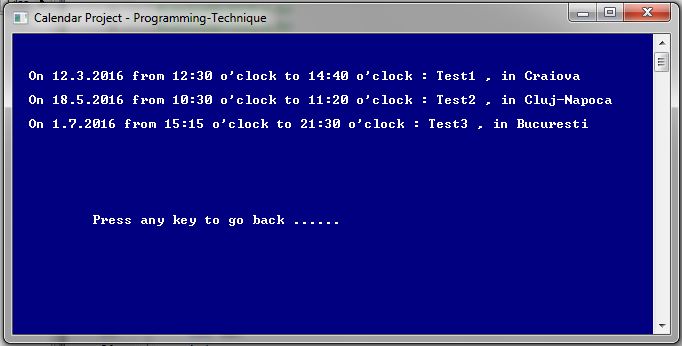 Calendar Project - Programming-Technique
On 12.3.2016 from 12:30 o'clock to 14:40 o'clock : Test1 , in Craiova
On 18.5.2016 from 10:30 o'clock to 11:20 o'clock : Test2 , in Cluj-Napoca
On 1.7.2016 from 15:15 o'clock to 21:30 o'clock : Test3 , in Bucuresti
Press any key to go back ......